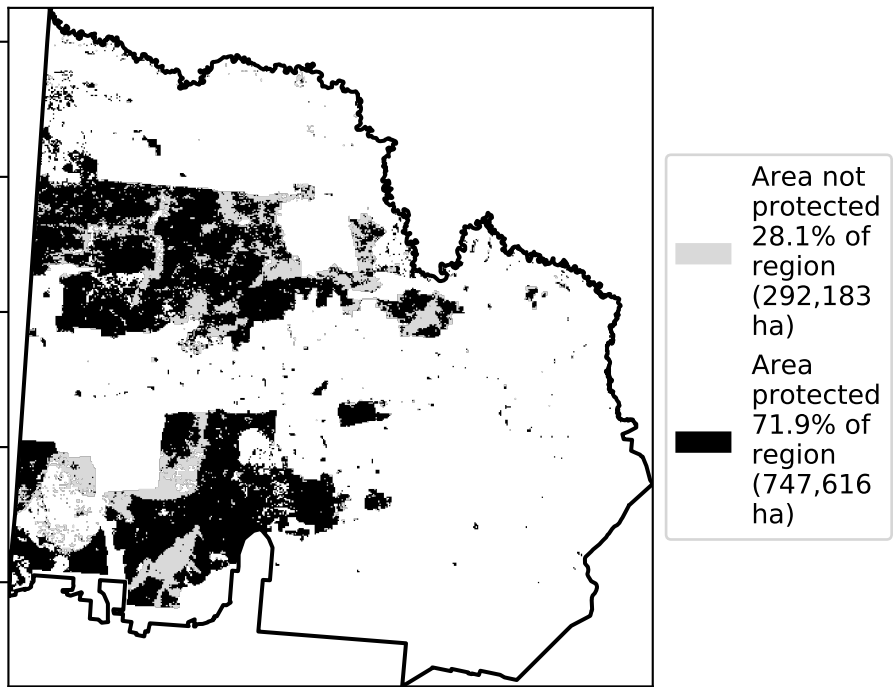 Area not
protected
28.1% of
region
(292,183
ha)
Area
protected
71.9% of
region
(747,616
ha)